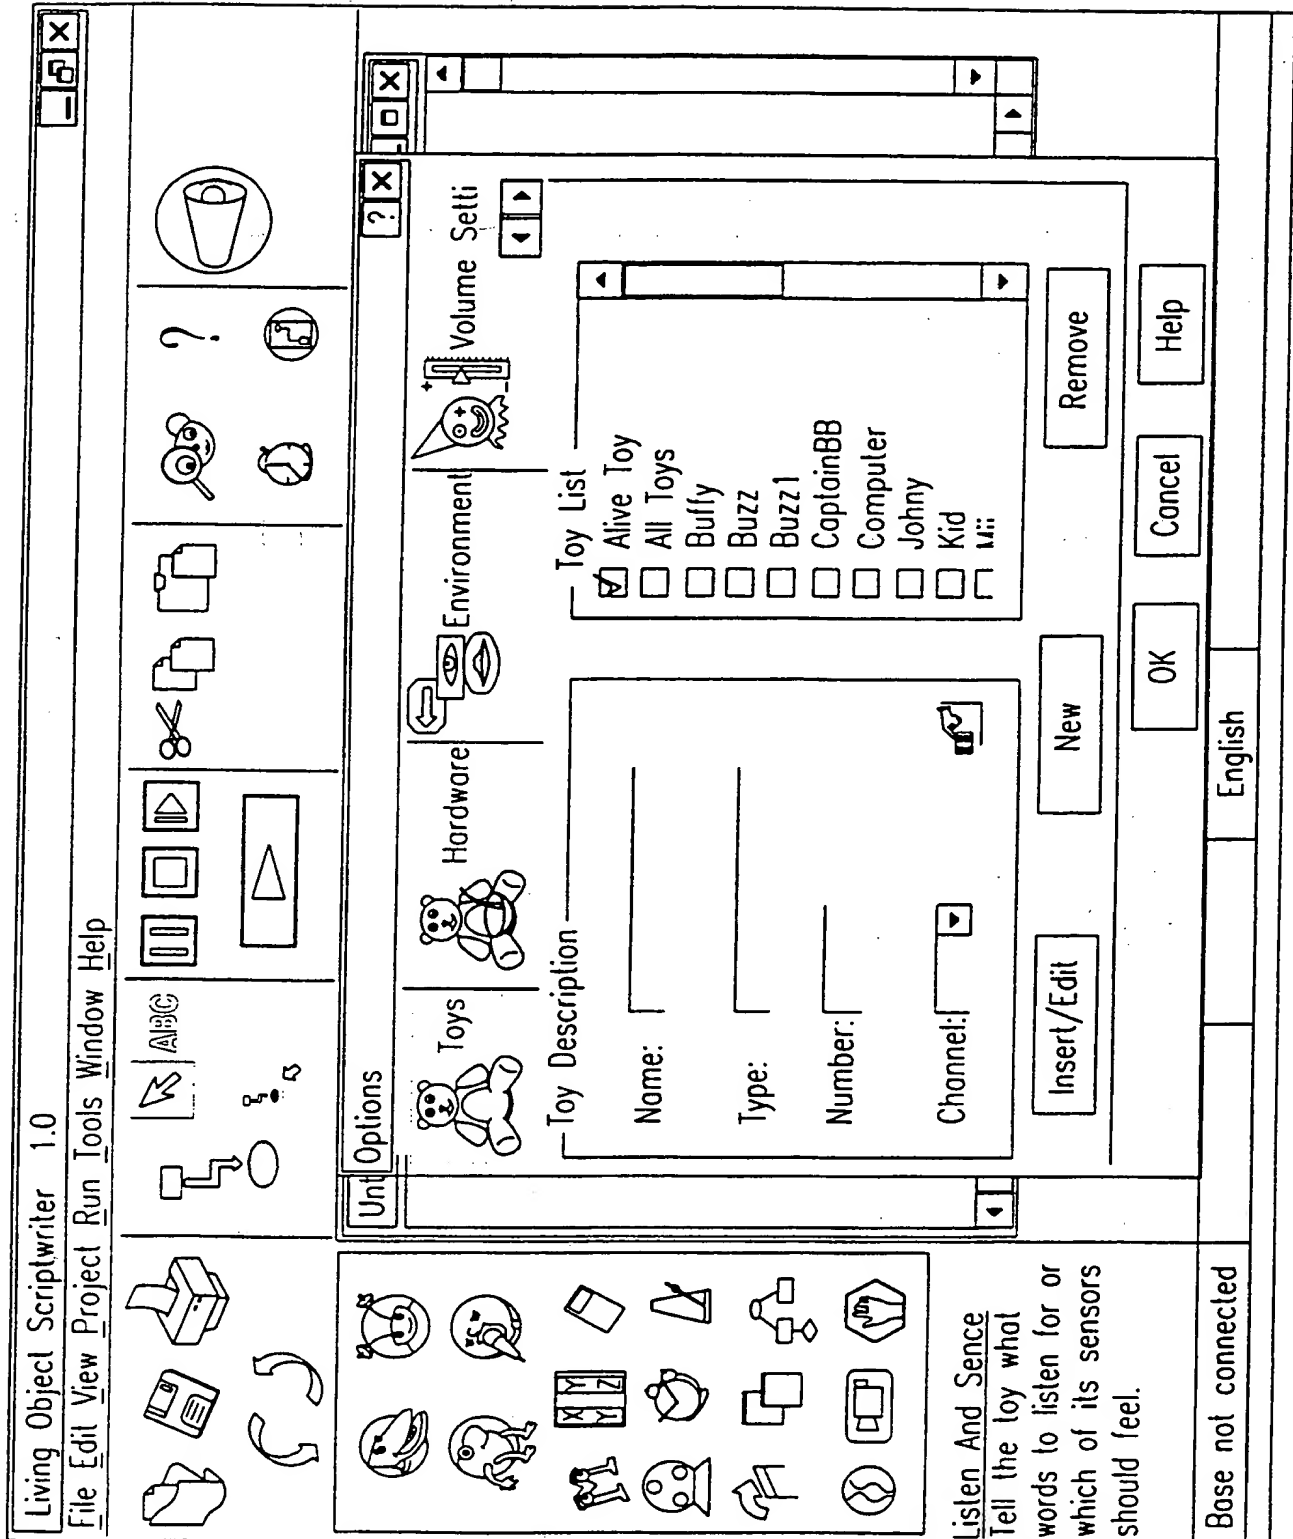 Living Object Scriptwriter 1.0
File Edit View Project Run Tools Window Help
ABC
Unt
Options
?
Toys
Hardware
Environment
Volume Setti
Toy Description
Name:
Type:
Number:
Channel:
Toy List
Alive Toy
All Toys
Buffy
Buzz
Buzz1
CaptainBB
Computer
Johny
Kid
Insert/Edit
New
Remove
OK
Cancel
Help
X Y
Y Z
Listen And Sence
Tell the toy what
words to listen for or
which of its sensors
should feel.
Base not connected
English